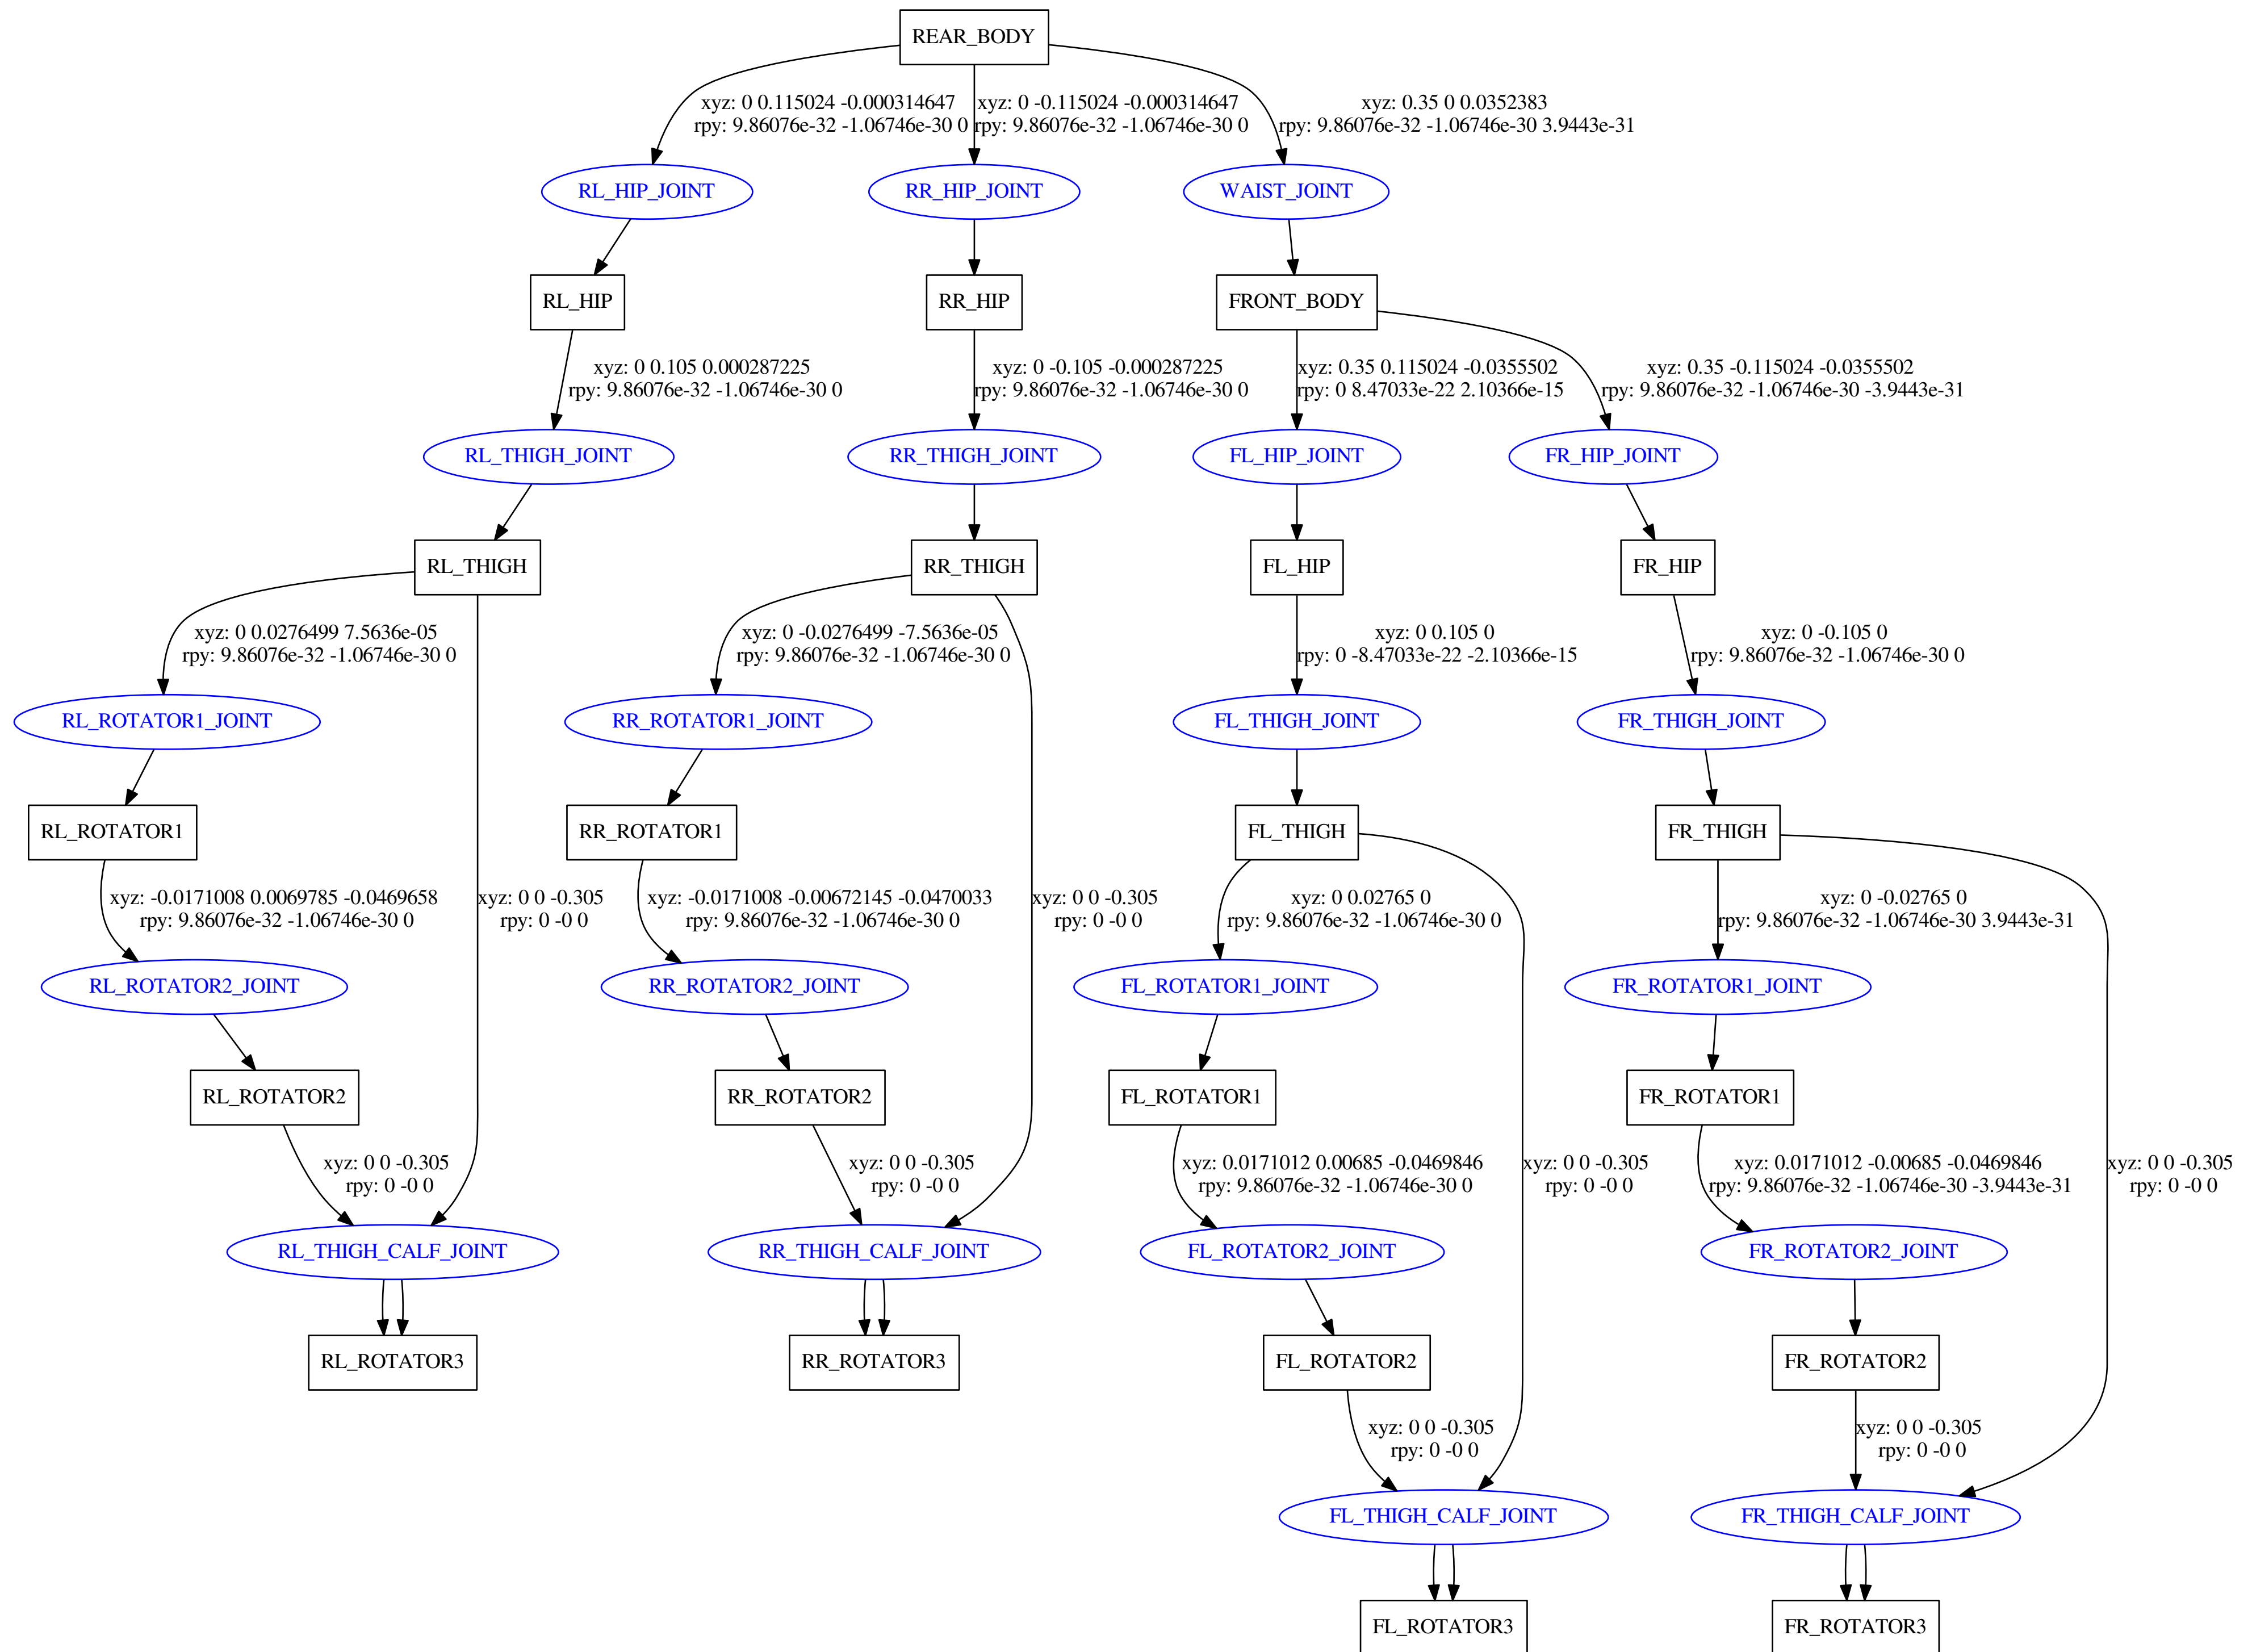 REAR_BODY
xyz: 0 0.115024 -0.000314647
rpy: 9.86076e-32 -1.06746e-30 0
xyz: 0 -0.115024 -0.000314647
rpy: 9.86076e-32 -1.06746e-30 0
xyz: 0.35 0 0.0352383
rpy: 9.86076e-32 -1.06746e-30 3.9443e-31
RL_HIP_JOINT
RR_HIP_JOINT
WAIST_JOINT
RL_HIP
RR_HIP
FRONT_BODY
xyz: 0 0.105 0.000287225
rpy: 9.86076e-32 -1.06746e-30 0
xyz: 0 -0.105 -0.000287225
rpy: 9.86076e-32 -1.06746e-30 0
xyz: 0.35 0.115024 -0.0355502
rpy: 0 8.47033e-22 2.10366e-15
xyz: 0.35 -0.115024 -0.0355502
rpy: 9.86076e-32 -1.06746e-30 -3.9443e-31
RL_THIGH_JOINT
RR_THIGH_JOINT
FL_HIP_JOINT
FR_HIP_JOINT
RL_THIGH
RR_THIGH
FL_HIP
FR_HIP
xyz: 0 0.0276499 7.5636e-05
rpy: 9.86076e-32 -1.06746e-30 0
xyz: 0 -0.0276499 -7.5636e-05
rpy: 9.86076e-32 -1.06746e-30 0
xyz: 0 0.105 0
rpy: 0 -8.47033e-22 -2.10366e-15
xyz: 0 -0.105 0
rpy: 9.86076e-32 -1.06746e-30 0
RL_ROTATOR1_JOINT
RR_ROTATOR1_JOINT
FL_THIGH_JOINT
FR_THIGH_JOINT
RL_ROTATOR1
RR_ROTATOR1
FL_THIGH
FR_THIGH
xyz: -0.0171008 0.0069785 -0.0469658
rpy: 9.86076e-32 -1.06746e-30 0
xyz: 0 0 -0.305
rpy: 0 -0 0
xyz: -0.0171008 -0.00672145 -0.0470033
rpy: 9.86076e-32 -1.06746e-30 0
xyz: 0 0 -0.305
rpy: 0 -0 0
xyz: 0 0.02765 0
rpy: 9.86076e-32 -1.06746e-30 0
xyz: 0 -0.02765 0
rpy: 9.86076e-32 -1.06746e-30 3.9443e-31
RL_ROTATOR2_JOINT
RR_ROTATOR2_JOINT
FL_ROTATOR1_JOINT
FR_ROTATOR1_JOINT
RL_ROTATOR2
RR_ROTATOR2
FL_ROTATOR1
FR_ROTATOR1
xyz: 0 0 -0.305
rpy: 0 -0 0
xyz: 0 0 -0.305
rpy: 0 -0 0
xyz: 0.0171012 0.00685 -0.0469846
rpy: 9.86076e-32 -1.06746e-30 0
xyz: 0 0 -0.305
rpy: 0 -0 0
xyz: 0.0171012 -0.00685 -0.0469846
rpy: 9.86076e-32 -1.06746e-30 -3.9443e-31
xyz: 0 0 -0.305
rpy: 0 -0 0
RL_THIGH_CALF_JOINT
RR_THIGH_CALF_JOINT
FL_ROTATOR2_JOINT
FR_ROTATOR2_JOINT
RL_ROTATOR3
RR_ROTATOR3
FL_ROTATOR2
FR_ROTATOR2
xyz: 0 0 -0.305
rpy: 0 -0 0
xyz: 0 0 -0.305
rpy: 0 -0 0
FL_THIGH_CALF_JOINT
FR_THIGH_CALF_JOINT
FL_ROTATOR3
FR_ROTATOR3